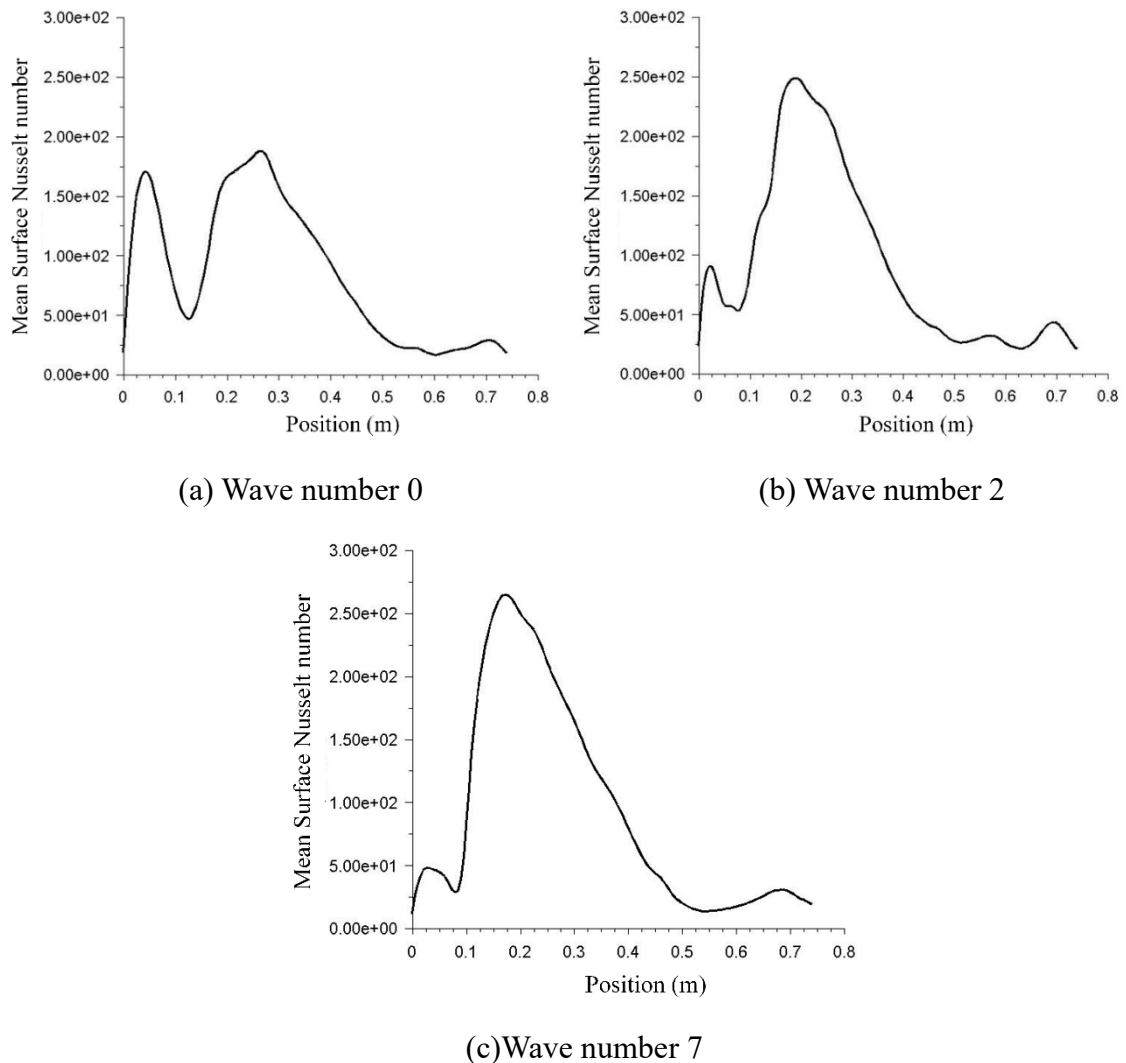 Mean Surface Nusselt number
3.00e+02
2.50e+02
2.00e+02
1.50e+02
1.00e+02
5.00e+01
0.00e+00
0 0.1 0.2 0.3 0.4 0.5 0.6 0.7 0.8
Position (m)
(a) Wave number 0
Mean Surface Nusselt number
3.00e+02
2.50e+02
2.00e+02
1.50e+02
1.00e+02
5.00e+01
0.00e+00
0 0.1 0.2 0.3 0.4 0.5 0.6 0.7 0.8
Position (m)
(b) Wave number 2
Mean Surface Nusselt number
3.00e+02
2.50e+02
2.00e+02
1.50e+02
1.00e+02
5.00e+01
0.00e+00
0 0.1 0.2 0.3 0.4 0.5 0.6 0.7 0.8
Position (m)
(c)Wave number 7